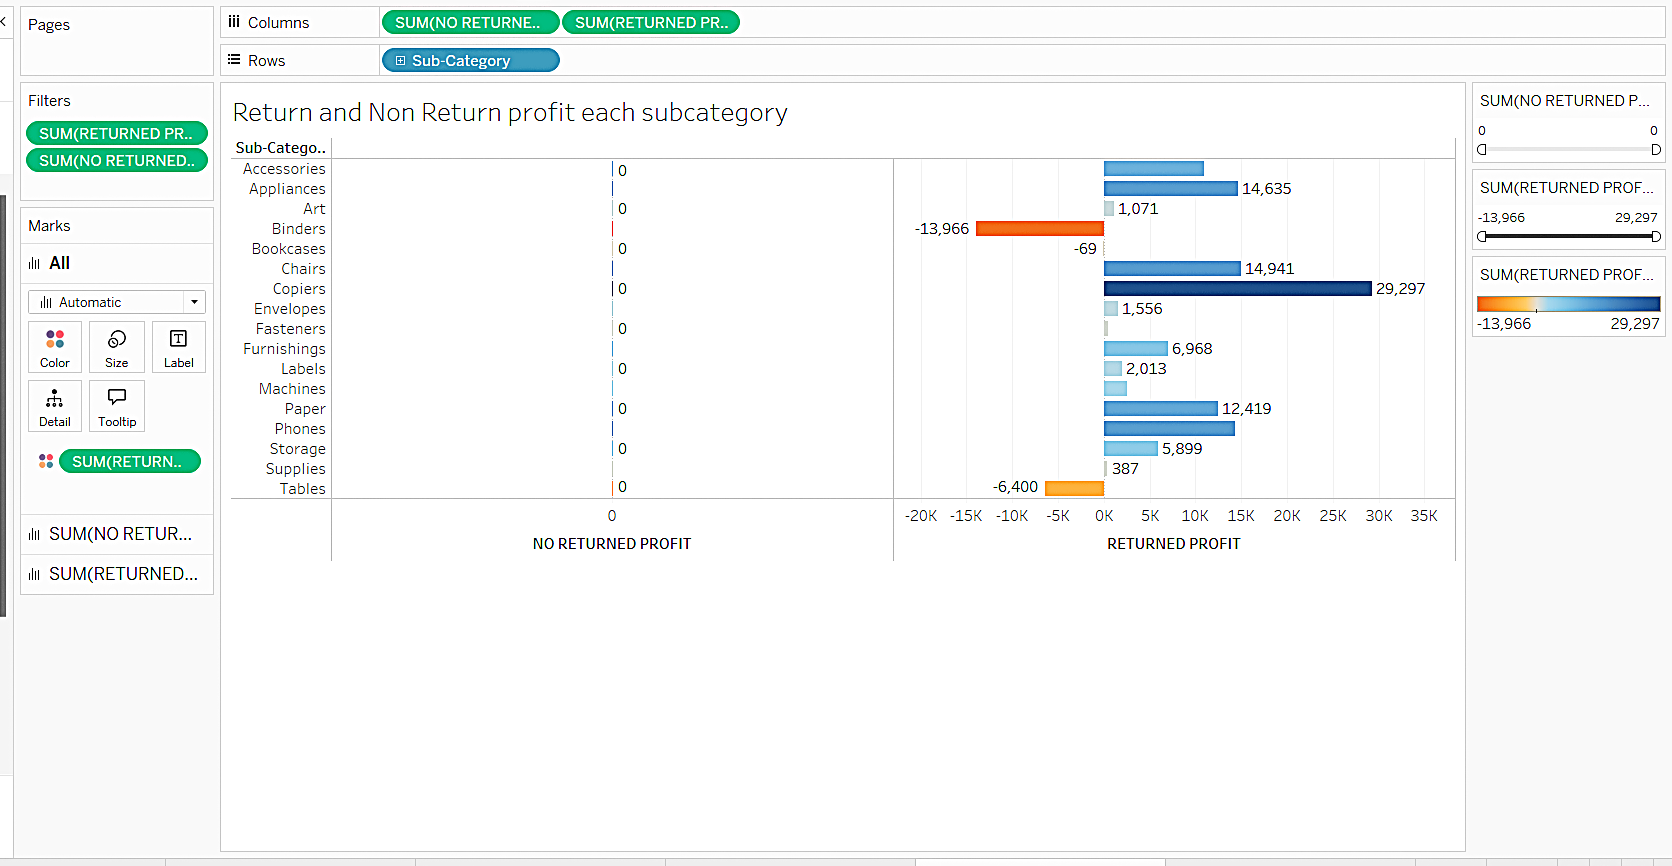 Pages
Columns
SUM(NO RETURNE..
SUM(RETURNED PR..
Rows
Sub-Category
Filters
SUM(RETURNED PR..
SUM(NO RETURNED..
Marks
All
Automatic
Color
Size
Label
Detail
Tooltip
SUM(RETURN..
SUM(NO RETUR...
SUM(RETURNED...
Return and Non Return profit each subcategory
Sub-Catego..
Accessories 0
Appliances 14,635
Art 0 1,071
Binders -13,966
Bookcases 0 -69
Chairs 14,941
Copiers 0 29,297
Envelopes 1,556
Fasteners 0
Furnishings 6,968
Labels 0 2,013
Machines
Paper 0 12,419
Phones
Storage 0 5,899
Supplies 387
Tables 0 -6,400
0
-20K -15K -10K -5K 0K 5K 10K 15K 20K 25K 30K 35K
NO RETURNED PROFIT
RETURNED PROFIT
SUM(NO RETURNED P...
0 0
SUM(RETURNED PROF...
-13,966 29,297
SUM(RETURNED PROF...
-13,966 29,297